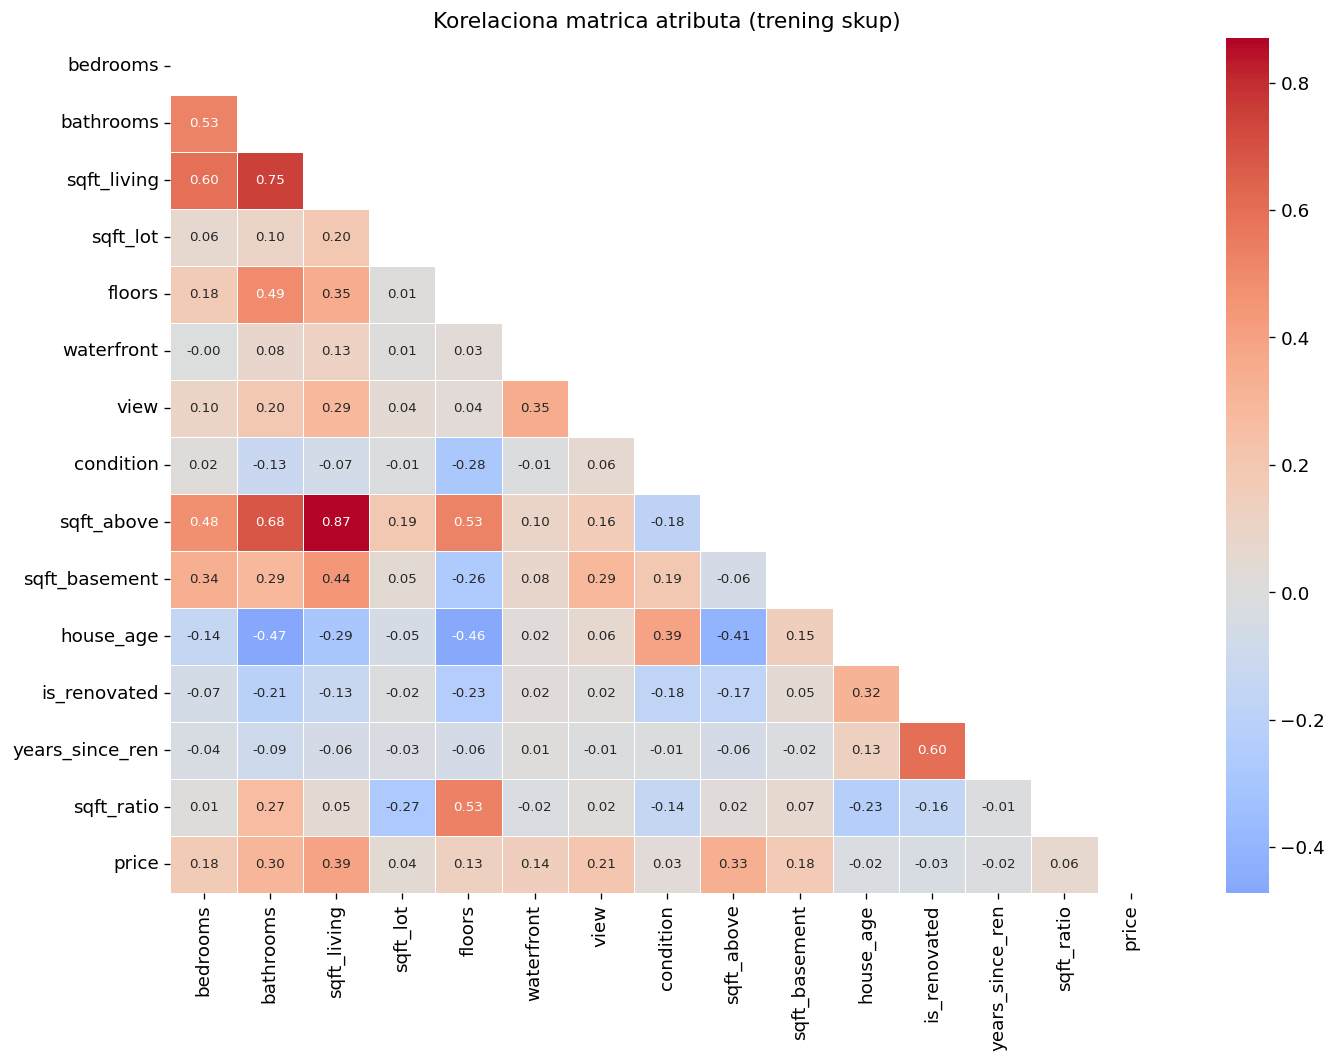 Korelaciona matrica atributa (trening skup)
bedrooms
bathrooms 0.53
sqft_living 0.60 0.75
sqft_lot 0.06 0.10 0.20
floors 0.18 0.49 0.35 0.01
waterfront -0.00 0.08 0.13 0.01 0.03
view 0.10 0.20 0.29 0.04 0.04 0.35
condition 0.02 -0.13 -0.07 -0.01 -0.28 -0.01 0.06
sqft_above 0.48 0.68 0.87 0.19 0.53 0.10 0.16 -0.18
sqft_basement 0.34 0.29 0.44 0.05 -0.26 0.08 0.29 0.19 -0.06
house_age -0.14 -0.47 -0.29 -0.05 -0.46 0.02 0.06 0.39 -0.41 0.15
is_renovated -0.07 -0.21 -0.13 -0.02 -0.23 0.02 0.02 -0.18 -0.17 0.05 0.32
years_since_ren -0.04 -0.09 -0.06 -0.03 -0.06 0.01 -0.01 -0.01 -0.06 -0.02 0.13 0.60
sqft_ratio 0.01 0.27 0.05 -0.27 0.53 -0.02 0.02 -0.14 0.02 0.07 -0.23 -0.16 -0.01
price 0.18 0.30 0.39 0.04 0.13 0.14 0.21 0.03 0.33 0.18 -0.02 -0.03 -0.02 0.06
bedrooms
bathrooms
sqft_living
sqft_lot
floors
waterfront
view
condition
sqft_above
sqft_basement
house_age
is_renovated
years_since_ren
sqft_ratio
price
0.8
0.6
0.4
0.2
0.0
−0.2
−0.4